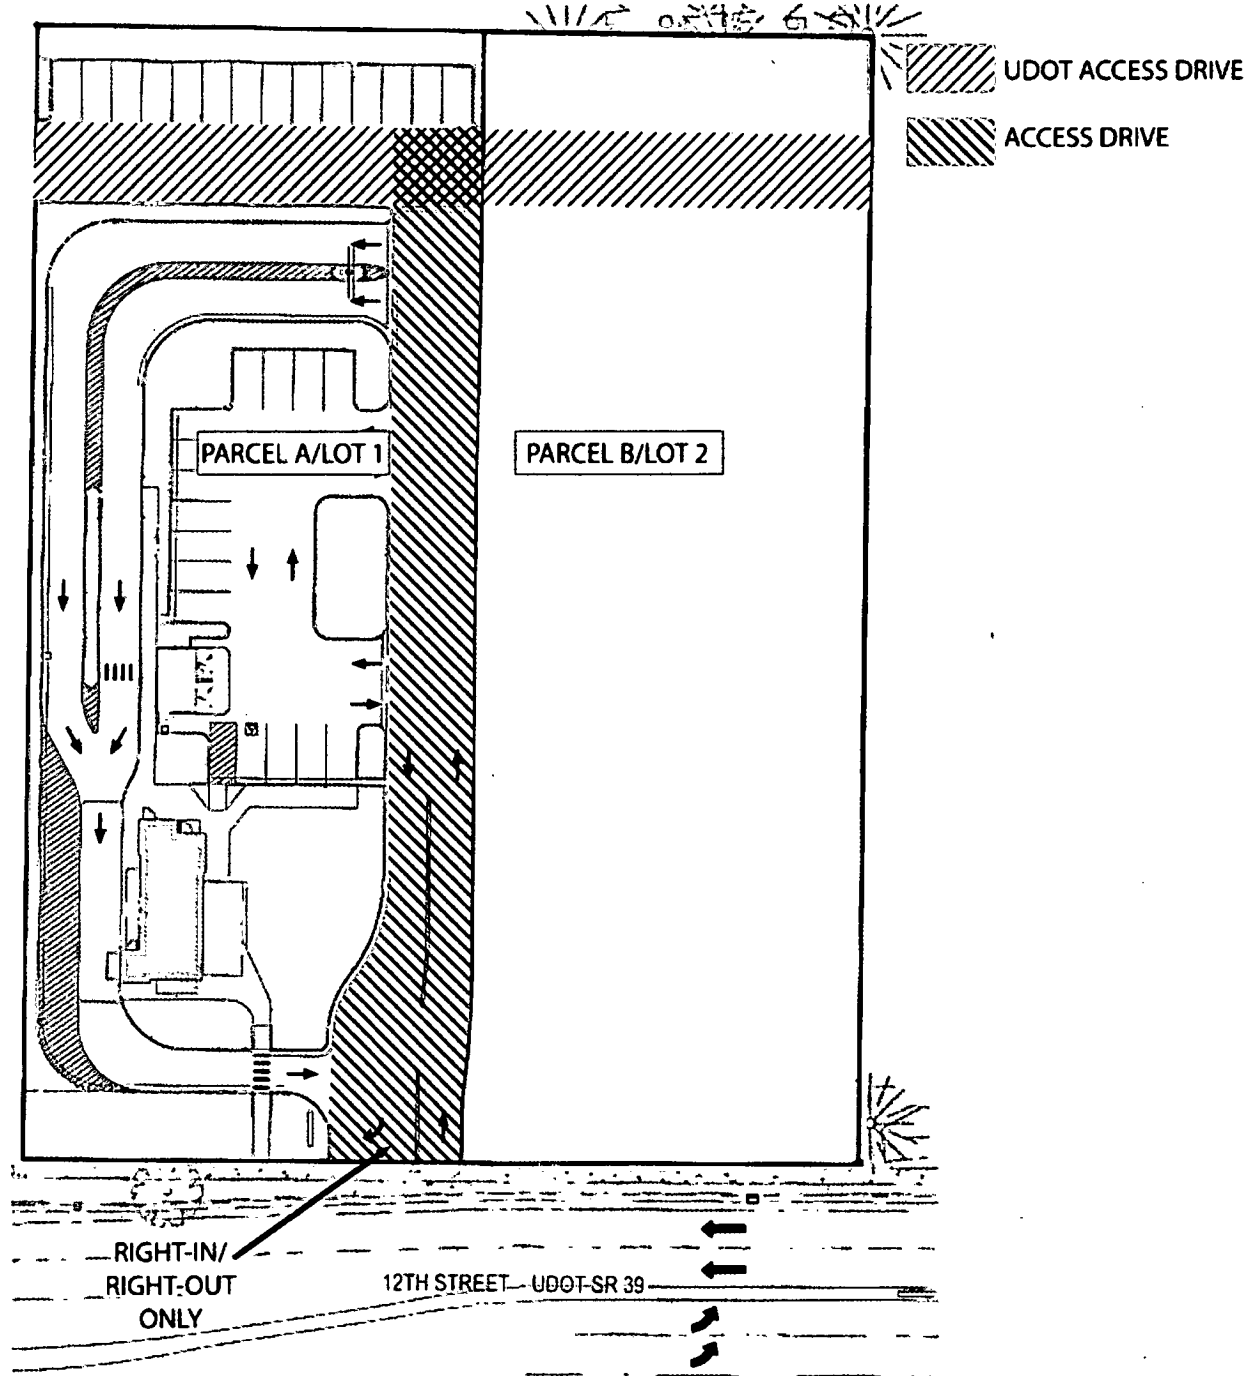 UDOT ACCESS DRIVE
ACCESS DRIVE
PARCEL A/LOT 1
PARCEL B/LOT 2
RIGHT-IN/
RIGHT-OUT
ONLY
12TH STREET - UDOT SR 39